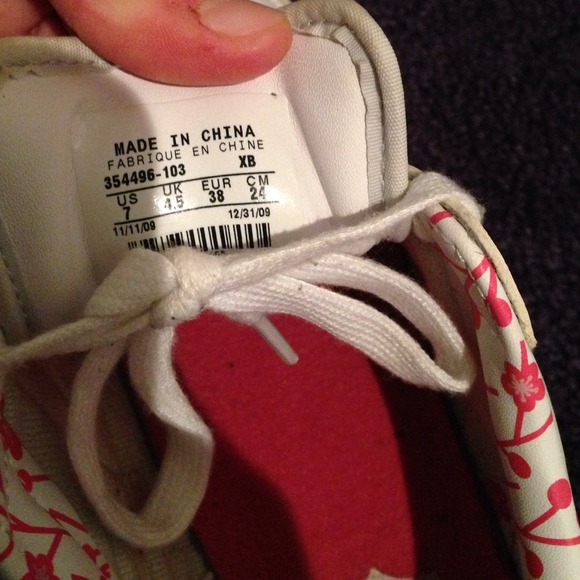 MADE IN CHINA
FABRIQUE EN CHINE
354496-103 XB
US UK EUR CM
7 4.5 38 24
11/11/09 12/31/09